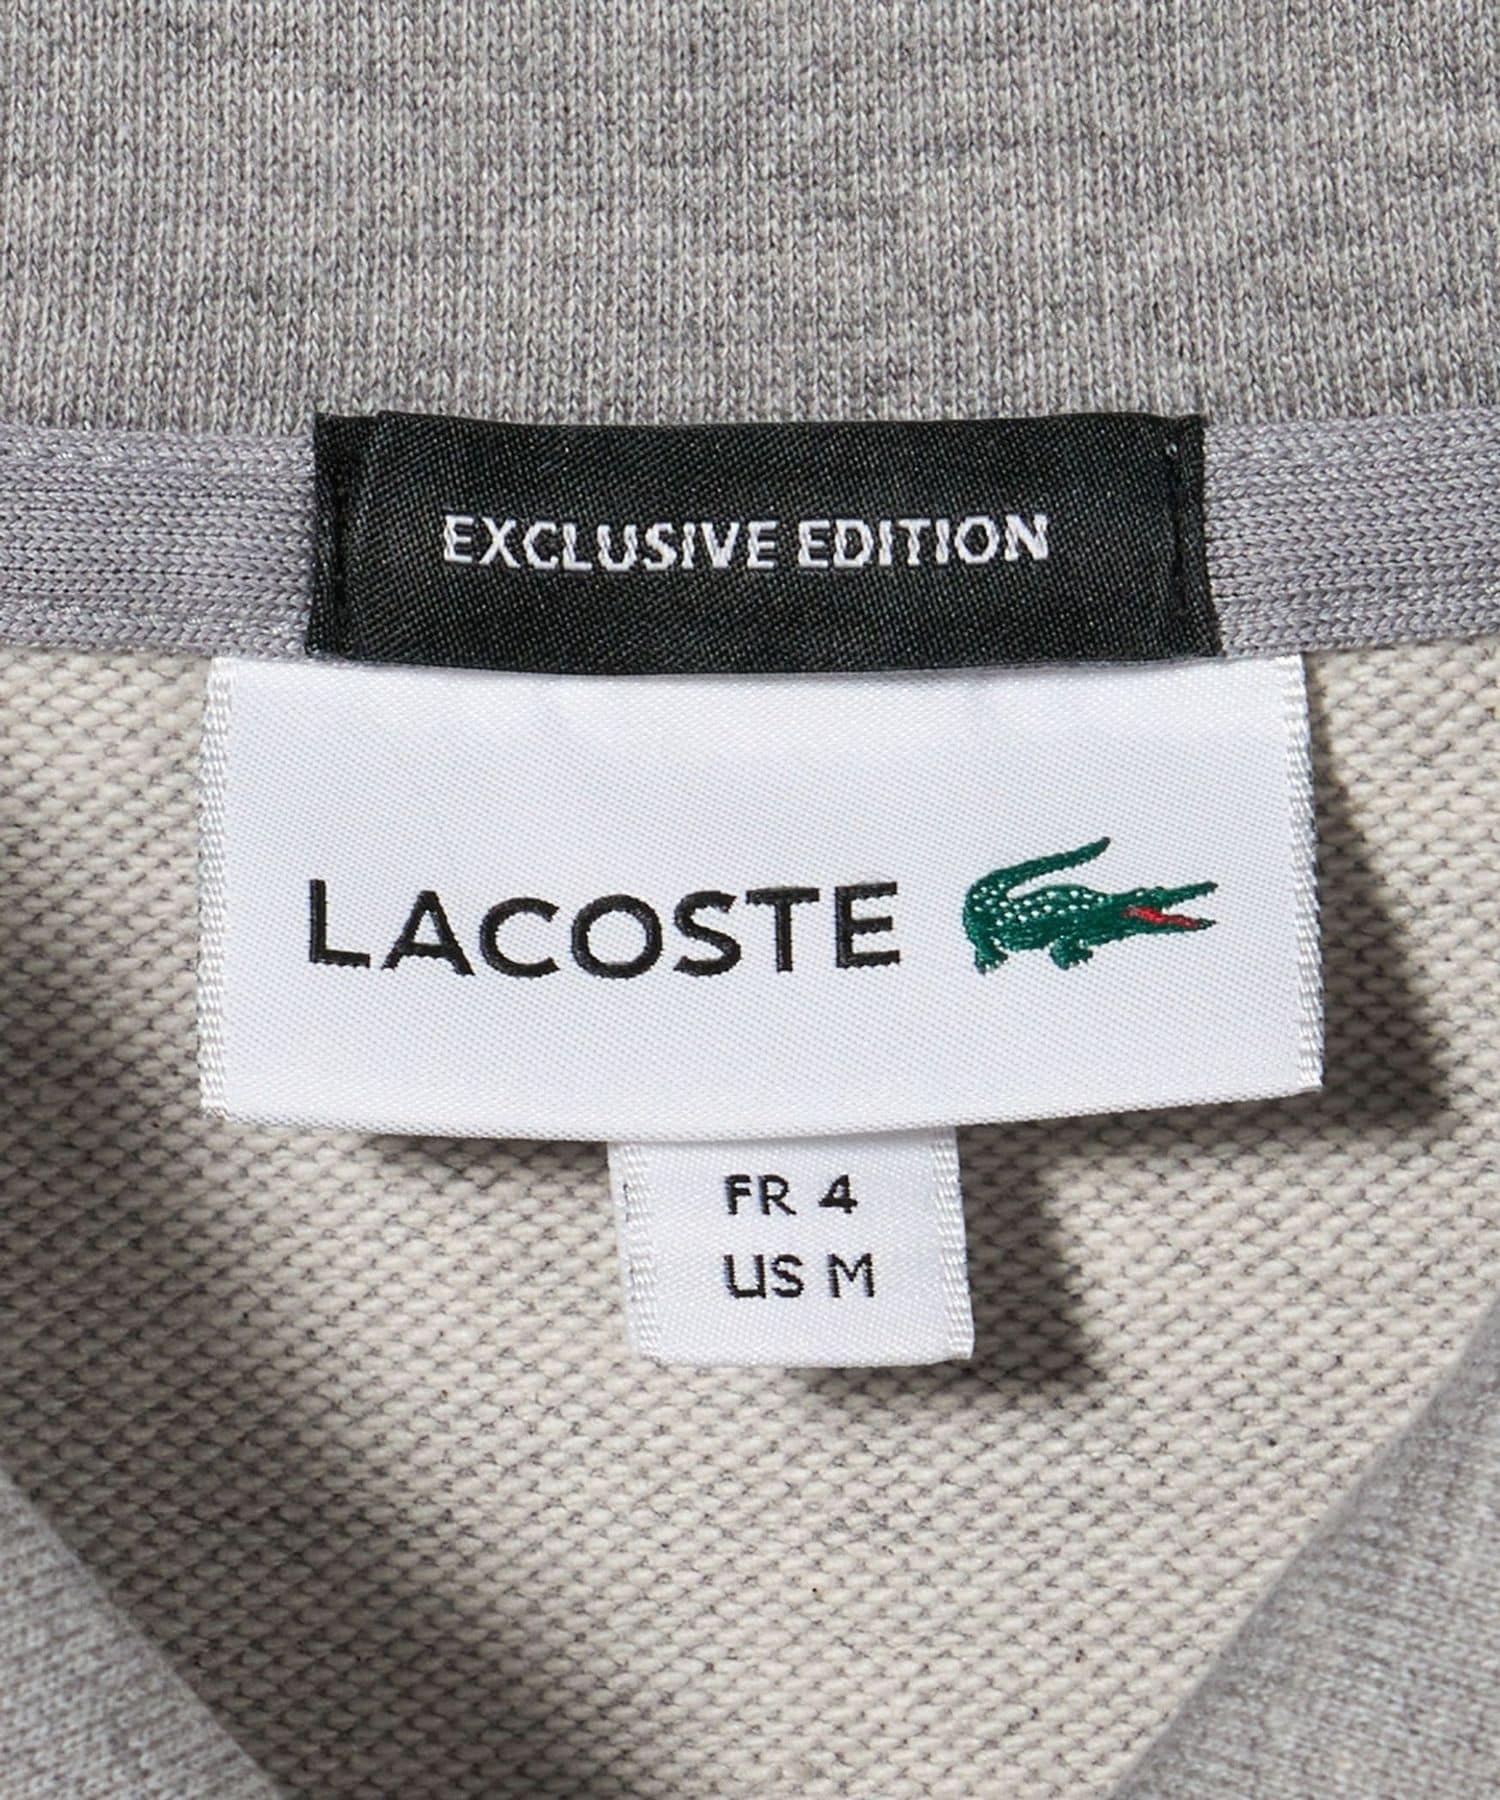 EXCLUSIVE EDITION
LACOSTE
FR 4
US M